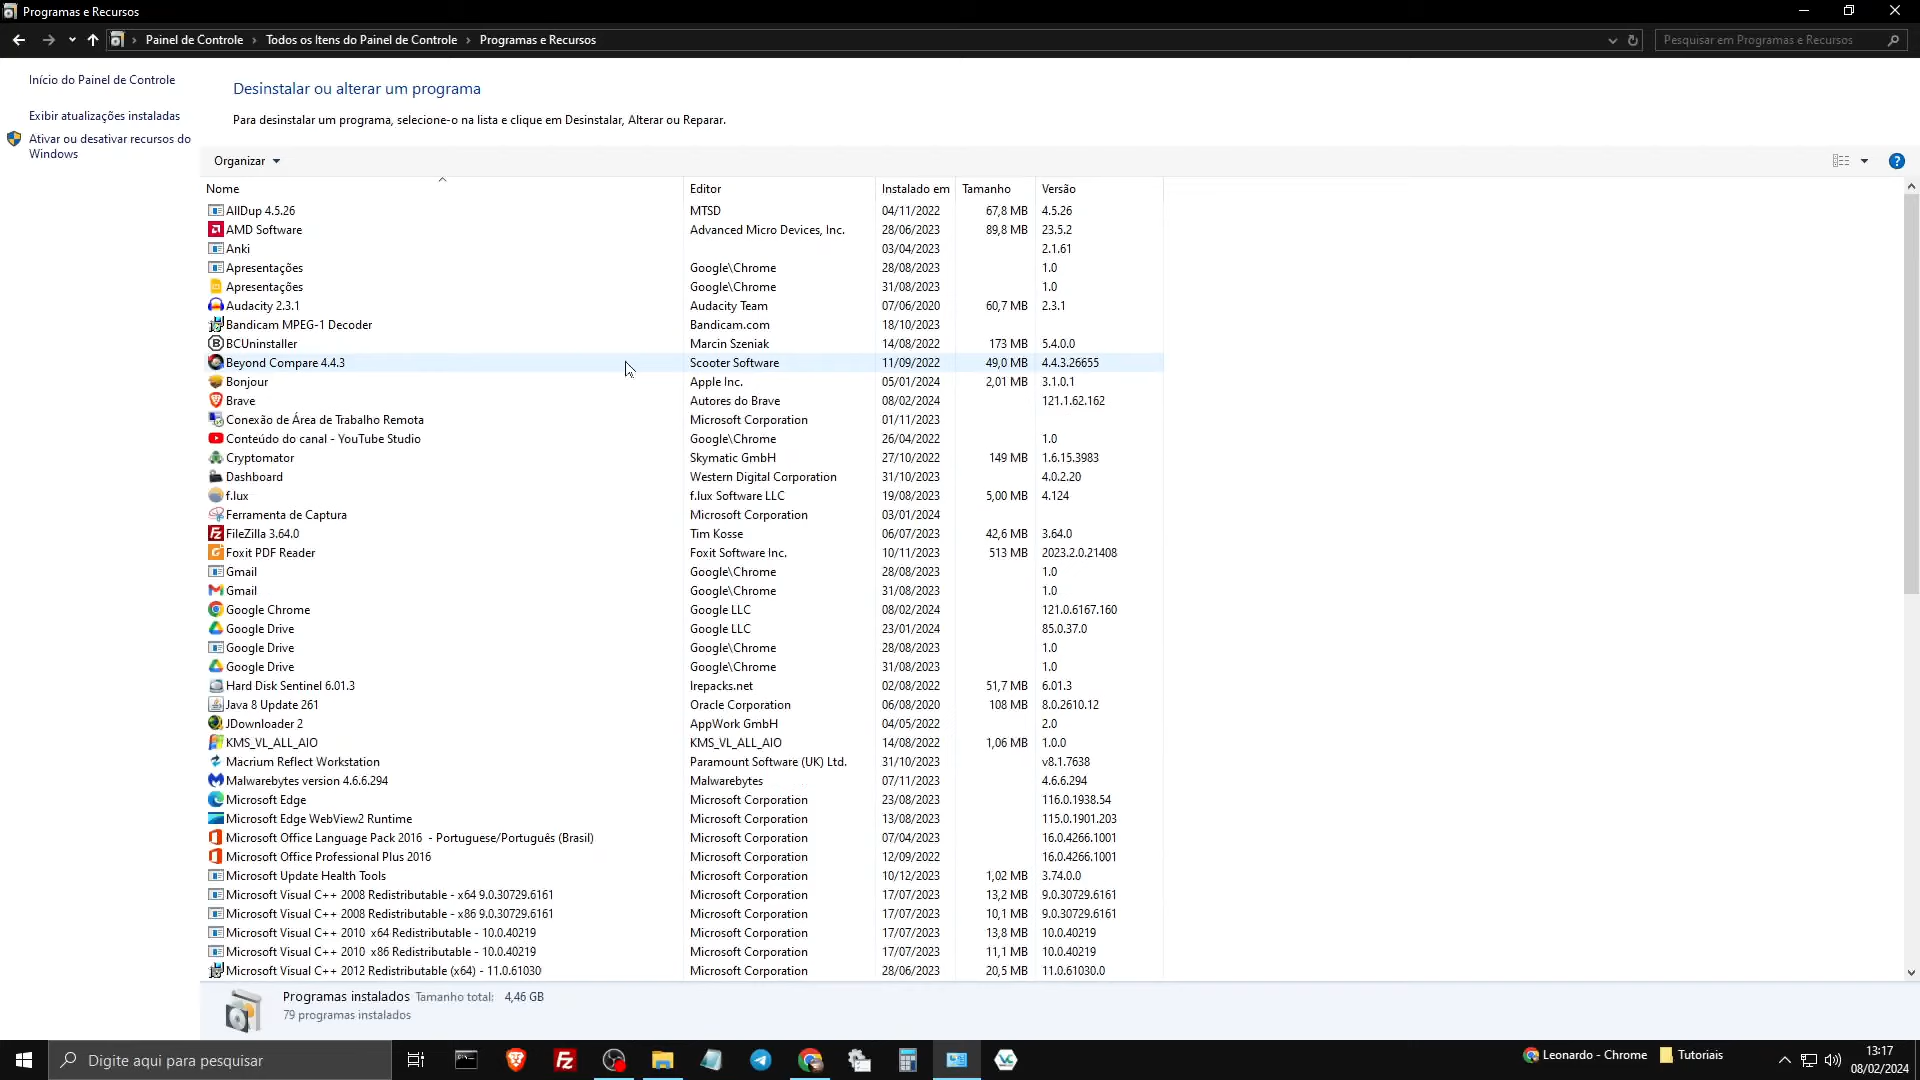 Programas e Recursos
Painel de Controle > Todos os Itens do Painel de Controle > Programas e Recursos
Pesquisar em Programas e Recursos
Início do Painel de Controle
Exibir atualizações instaladas
Ativar ou desativar recursos do
Windows
Desinstalar ou alterar um programa
Para desinstalar um programa, selecione-o na lista e clique em Desinstalar, Alterar ou Reparar.
Organizar
Nome Editor Instalado em Tamanho Versão
AllDup 4.5.26 MTSD 04/11/2022 67,8 MB 4.5.26
AMD Software Advanced Micro Devices, Inc. 28/06/2023 89,8 MB 23.5.2
Anki 03/04/2023 2.1.61
Apresentações Google\Chrome 28/08/2023 1.0
Apresentações Google\Chrome 31/08/2023 1.0
Audacity 2.3.1 Audacity Team 07/06/2020 60,7 MB 2.3.1
Bandicam MPEG-1 Decoder Bandicam.com 18/10/2023
BCUninstaller Marcin Szeniak 14/08/2022 173 MB 5.4.0.0
Beyond Compare 4.4.3 Scooter Software 11/09/2022 49,0 MB 4.4.3.26655
Bonjour Apple Inc. 05/01/2024 2,01 MB 3.1.0.1
Brave Autores do Brave 08/02/2024 121.1.62.162
Conexão de Área de Trabalho Remota Microsoft Corporation 01/11/2023
Conteúdo do canal - YouTube Studio Google\Chrome 26/04/2022 1.0
Cryptomator Skymatic GmbH 27/10/2022 149 MB 1.6.15.3983
Dashboard Western Digital Corporation 31/10/2023 4.0.2.20
f.lux f.lux Software LLC 19/08/2023 5,00 MB 4.124
Ferramenta de Captura Microsoft Corporation 03/01/2024
FileZilla 3.64.0 Tim Kosse 06/07/2023 42,6 MB 3.64.0
Foxit PDF Reader Foxit Software Inc. 10/11/2023 513 MB 2023.2.0.21408
Gmail Google\Chrome 28/08/2023 1.0
Gmail Google\Chrome 31/08/2023 1.0
Google Chrome Google LLC 08/02/2024 121.0.6167.160
Google Drive Google LLC 23/01/2024 85.0.37.0
Google Drive Google\Chrome 28/08/2023 1.0
Google Drive Google\Chrome 31/08/2023 1.0
Hard Disk Sentinel 6.01.3 lrepacks.net 02/08/2022 51,7 MB 6.01.3
Java 8 Update 261 Oracle Corporation 06/08/2020 108 MB 8.0.2610.12
JDownloader 2 AppWork GmbH 04/05/2022 2.0
KMS_VL_ALL_AIO KMS_VL_ALL_AIO 14/08/2022 1,06 MB 1.0.0
Macrium Reflect Workstation Paramount Software (UK) Ltd. 31/10/2023 v8.1.7638
Malwarebytes version 4.6.6.294 Malwarebytes 07/11/2023 4.6.6.294
Microsoft Edge Microsoft Corporation 23/08/2023 116.0.1938.54
Microsoft Edge WebView2 Runtime Microsoft Corporation 13/08/2023 115.0.1901.203
Microsoft Office Language Pack 2016 - Portuguese/Português (Brasil) Microsoft Corporation 07/04/2023 16.0.4266.1001
Microsoft Office Professional Plus 2016 Microsoft Corporation 12/09/2022 16.0.4266.1001
Microsoft Update Health Tools Microsoft Corporation 10/12/2023 1,02 MB 3.74.0.0
Microsoft Visual C++ 2008 Redistributable - x64 9.0.30729.6161 Microsoft Corporation 17/07/2023 13,2 MB 9.0.30729.6161
Microsoft Visual C++ 2008 Redistributable - x86 9.0.30729.6161 Microsoft Corporation 17/07/2023 10,1 MB 9.0.30729.6161
Microsoft Visual C++ 2010 x64 Redistributable - 10.0.40219 Microsoft Corporation 17/07/2023 13,8 MB 10.0.40219
Microsoft Visual C++ 2010 x86 Redistributable - 10.0.40219 Microsoft Corporation 17/07/2023 11,1 MB 10.0.40219
Microsoft Visual C++ 2012 Redistributable (x64) - 11.0.61030 Microsoft Corporation 28/06/2023 20,5 MB 11.0.61030.0
Programas instalados Tamanho total: 4,46 GB
79 programas instalados
Digite aqui para pesquisar
Leonardo - Chrome
Tutoriais
13:17
08/02/2024